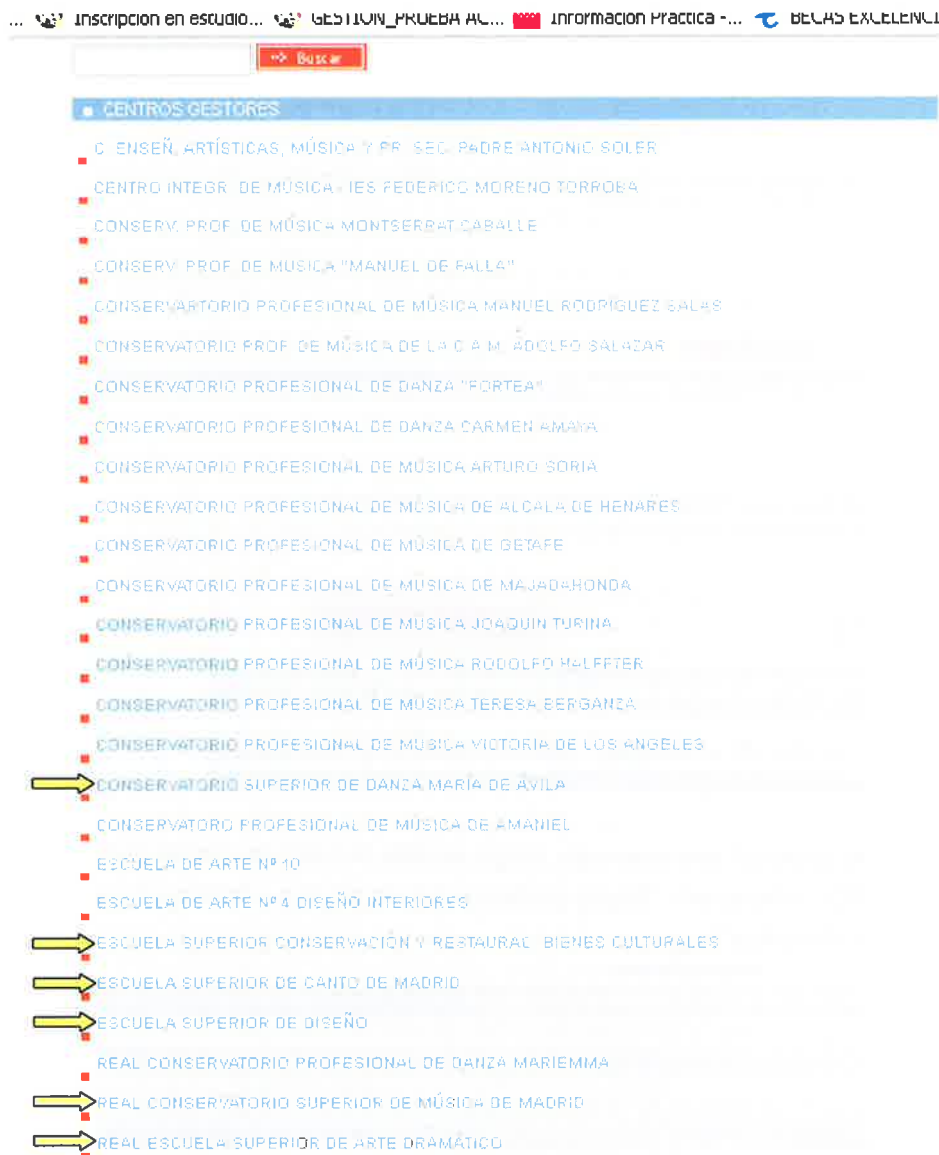 ... Inscripción en estudio... GESTIÓN_PRUEBA AC... Información Práctica -... BECAS EXCELENCI
Buscar
CENTROS GESTORES
C. ENSEÑ. ARTÍSTICAS, MÚSICA Y PR. SEC. PADRE ANTONIO SOLER
CENTRO INTEGR. DE MÚSICA - IES FEDERICO MORENO TORROBA
CONSERV. PROF. DE MÚSICA MONTSERRAT CABALLE
CONSERV. PROF. DE MUSICA "MANUEL DE FALLA"
CONSERVARTORIO PROFESIONAL DE MÚSICA MANUEL RODRÍGUEZ SALAS
CONSERVATORIO PROF. DE MÚSICA DE LA C.A.M. ADOLFO SALAZAR
CONSERVATORIO PROFESIONAL DE DANZA "FORTEA"
CONSERVATORIO PROFESIONAL DE DANZA CARMEN AMAYA
CONSERVATORIO PROFESIONAL DE MÚSICA ARTURO SORIA
CONSERVATORIO PROFESIONAL DE MÚSICA DE ALCALA DE HENARES
CONSERVATORIO PROFESIONAL DE MÚSICA DE GETAFE
CONSERVATORIO PROFESIONAL DE MÚSICA DE MAJADAHONDA
CONSERVATORIO PROFESIONAL DE MÚSICA JOAQUIN TURINA
CONSERVATORIO PROFESIONAL DE MÚSICA RODOLFO HALFFTER
CONSERVATORIO PROFESIONAL DE MÚSICA TERESA BERGANZA
CONSERVATORIO PROFESIONAL DE MÚSICA VICTORIA DE LOS ANGELES
CONSERVATORIO SUPERIOR DE DANZA MARÍA DE ÁVILA
CONSERVATORO PROFESIONAL DE MÚSICA DE AMANIEL
ESCUELA DE ARTE Nº 10
ESCUELA DE ARTE Nº 4 DISEÑO INTERIORES
ESCUELA SUPERIOR CONSERVACIÓN Y RESTAURAC. BIENES CULTURALES
ESCUELA SUPERIOR DE CANTO DE MADRID
ESCUELA SUPERIOR DE DISEÑO
REAL CONSERVATORIO PROFESIONAL DE DANZA MARIEMMA
REAL CONSERVATORIO SUPERIOR DE MÚSICA DE MADRID
REAL ESCUELA SUPERIOR DE ARTE DRAMÁTICO